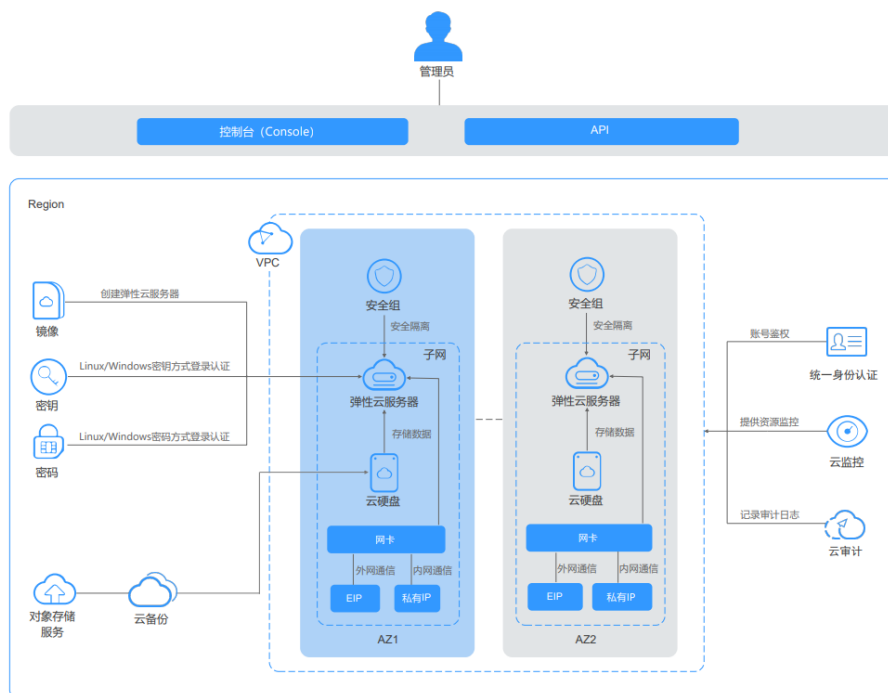 管理员
控制台（Console）
API
Region
VPC
安全组
安全组
创建弹性云服务器
镜像
安全隔离
安全隔离
账号鉴权
统一身份认证
子网
子网
Linux/Windows密钥方式登录认证
密钥
弹性云服务器
弹性云服务器
提供资源监控
云监控
Linux/Windows密码方式登录认证
密码
存储数据
存储数据
云硬盘
云硬盘
记录审计日志
云审计
网卡
网卡
外网通信
内网通信
外网通信
内网通信
EIP
私有IP
EIP
私有IP
对象存储
服务
云备份
AZ1
AZ2